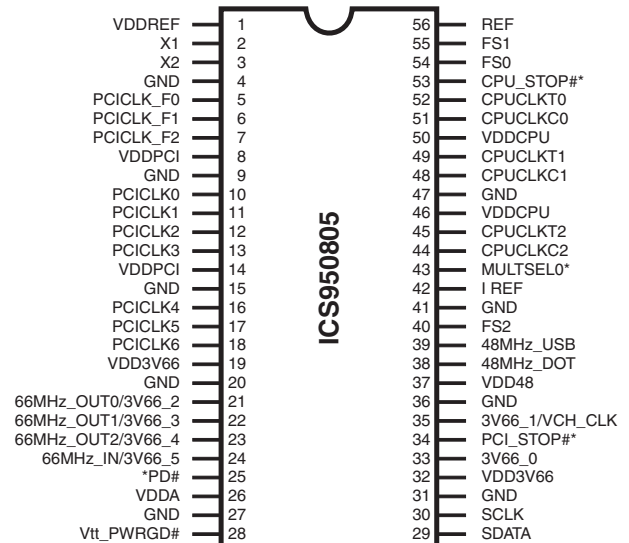 VDDREF 1 56 REF
X1 2 55 FS1
X2 3 54 FS0
GND 4 53 CPU_STOP#*
PCICLK_F0 5 52 CPUCLKT0
PCICLK_F1 6 51 CPUCLKC0
PCICLK_F2 7 50 VDDCPU
VDDPCI 8 49 CPUCLKT1
GND 9 48 CPUCLKC1
PCICLK0 10 47 GND
PCICLK1 11 46 VDDCPU
PCICLK2 12 45 CPUCLKT2
PCICLK3 13 44 CPUCLKC2
VDDPCI 14 43 MULTSEL0*
GND 15 42 I REF
PCICLK4 16 41 GND
PCICLK5 17 40 FS2
PCICLK6 18 39 48MHz_USB
VDD3V66 19 38 48MHz_DOT
GND 20 37 VDD48
66MHz_OUT0/3V66_2 21 36 GND
66MHz_OUT1/3V66_3 22 35 3V66_1/VCH_CLK
66MHz_OUT2/3V66_4 23 34 PCI_STOP#*
66MHz_IN/3V66_5 24 33 3V66_0
*PD# 25 32 VDD3V66
VDDA 26 31 GND
GND 27 30 SCLK
Vtt_PWRGD# 28 29 SDATA
ICS950805